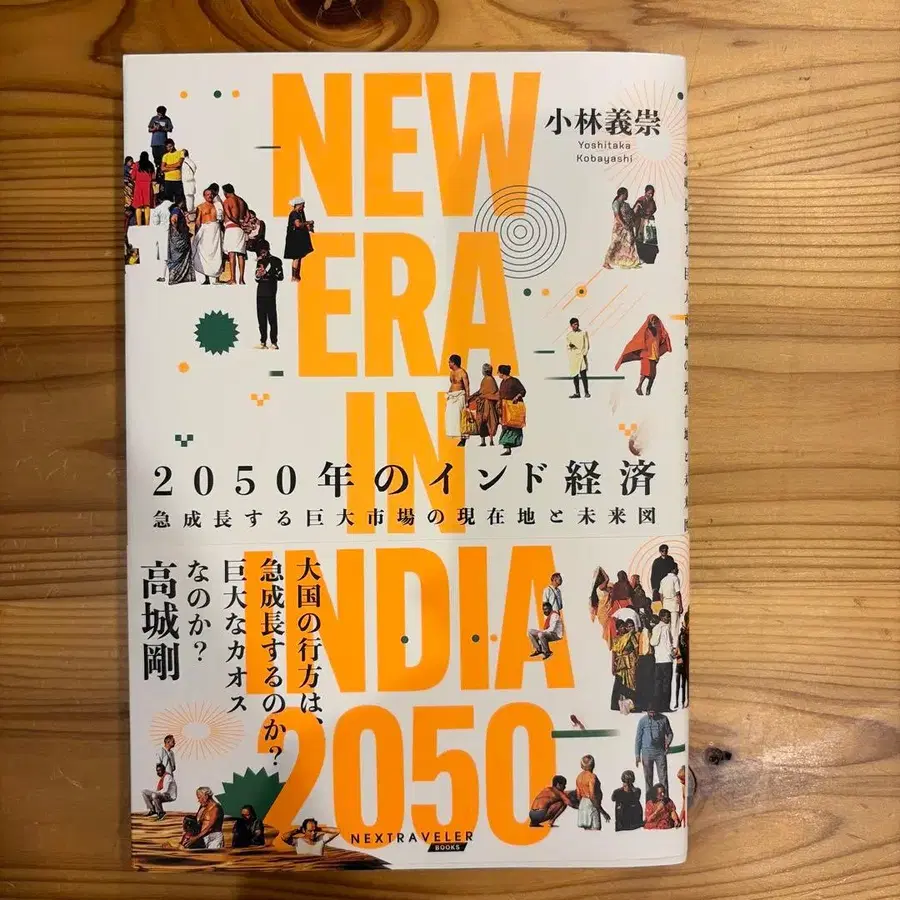 NEW
ERA
IN
INDIA
2050
小林義崇
Yoshitaka
Kobayashi
2050年のインド経済
急成長する巨大市場の現在地と未来図
大国の行方は、
急成長するのか?
巨大なカオス
なのか?
高城剛
NEXTRAVELER
BOOKS